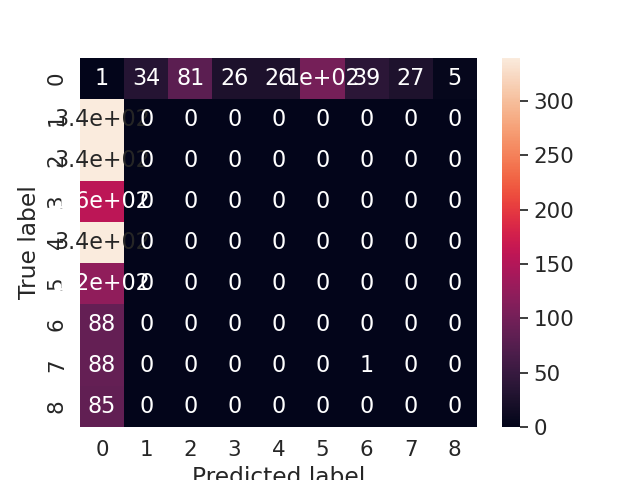 0 1 34 81 26 26 1e+02 39 27 5
1 3.4e+02 0 0 0 0 0 0 0 0
2 3.4e+02 0 0 0 0 0 0 0 0
3 6e+02 0 0 0 0 0 0 0 0
4 3.4e+02 0 0 0 0 0 0 0 0
5 2e+02 0 0 0 0 0 0 0 0
6 88 0 0 0 0 0 0 0 0
7 88 0 0 0 0 0 1 0 0
8 85 0 0 0 0 0 0 0 0
0 1 2 3 4 5 6 7 8
Predicted label
True label
300
250
200
150
100
50
0